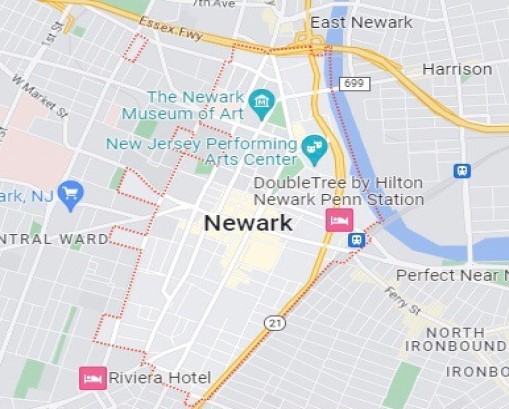 7th Ave
Essex Fwy
East Newark
1st St
699
Harrison
W Market St
The Newark
Museum of Art
New Jersey Performing
Arts Center
DoubleTree by Hilton
Newark Penn Station
ark, NJ
Newark
NTRAL WARD
Perfect Near N
Ferry St
21
NORTH
IRONBOUND
IRONBO
Riviera Hotel